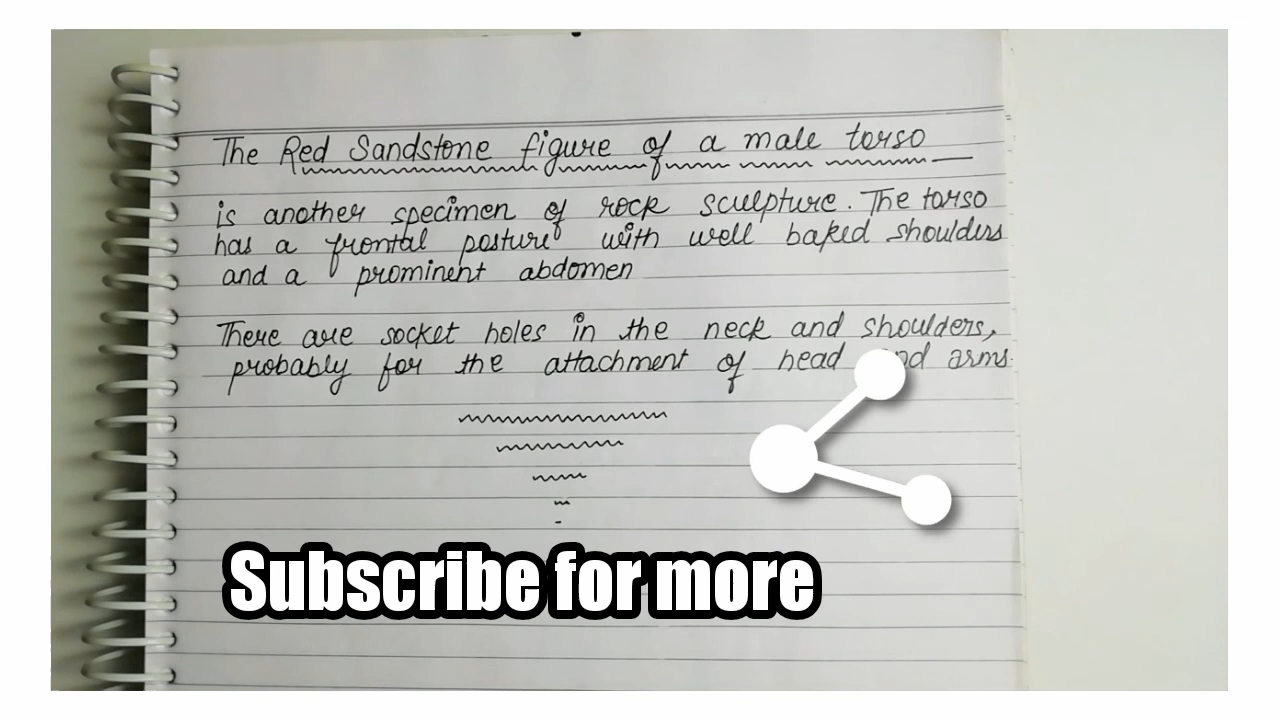 The Red Sandstone figure of a male torso
is another specimen of rock sculpture. The torso
has a frontal posture with well baked shoulders
and a prominent abdomen
There are socket holes in the neck and shoulders,
probably for the attachment of head and arms.
Subscribe for more